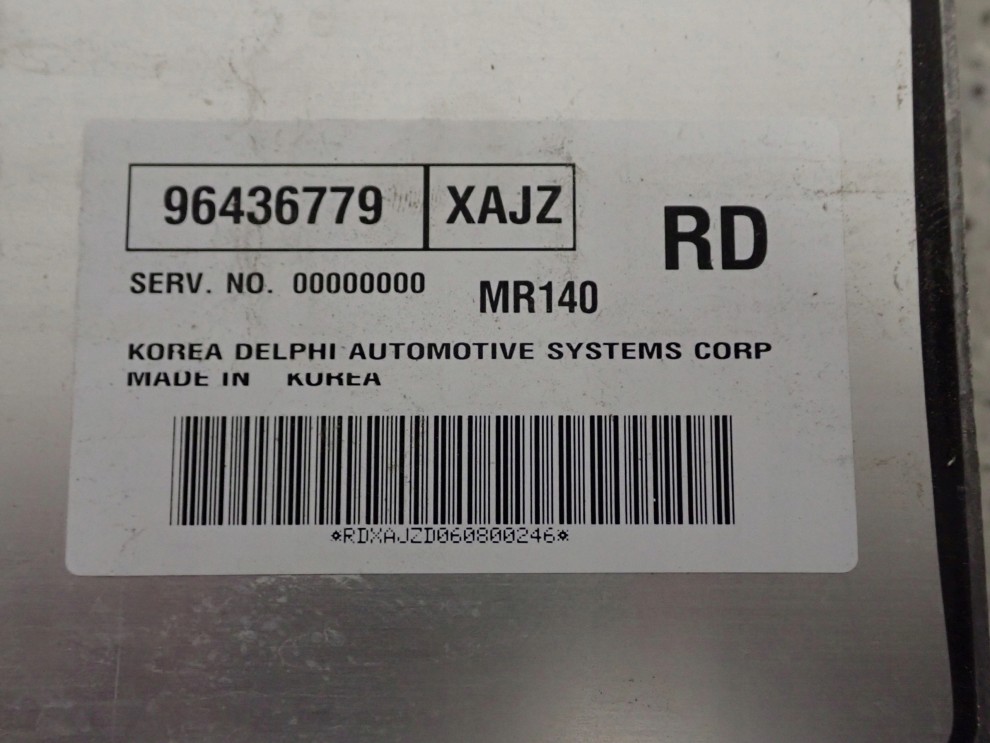 96436779 XAJZ RD
SERV. NO. 00000000 MR140
KOREA DELPHI AUTOMOTIVE SYSTEMS CORP
MADE IN KOREA
*RDXAJZD060800246*